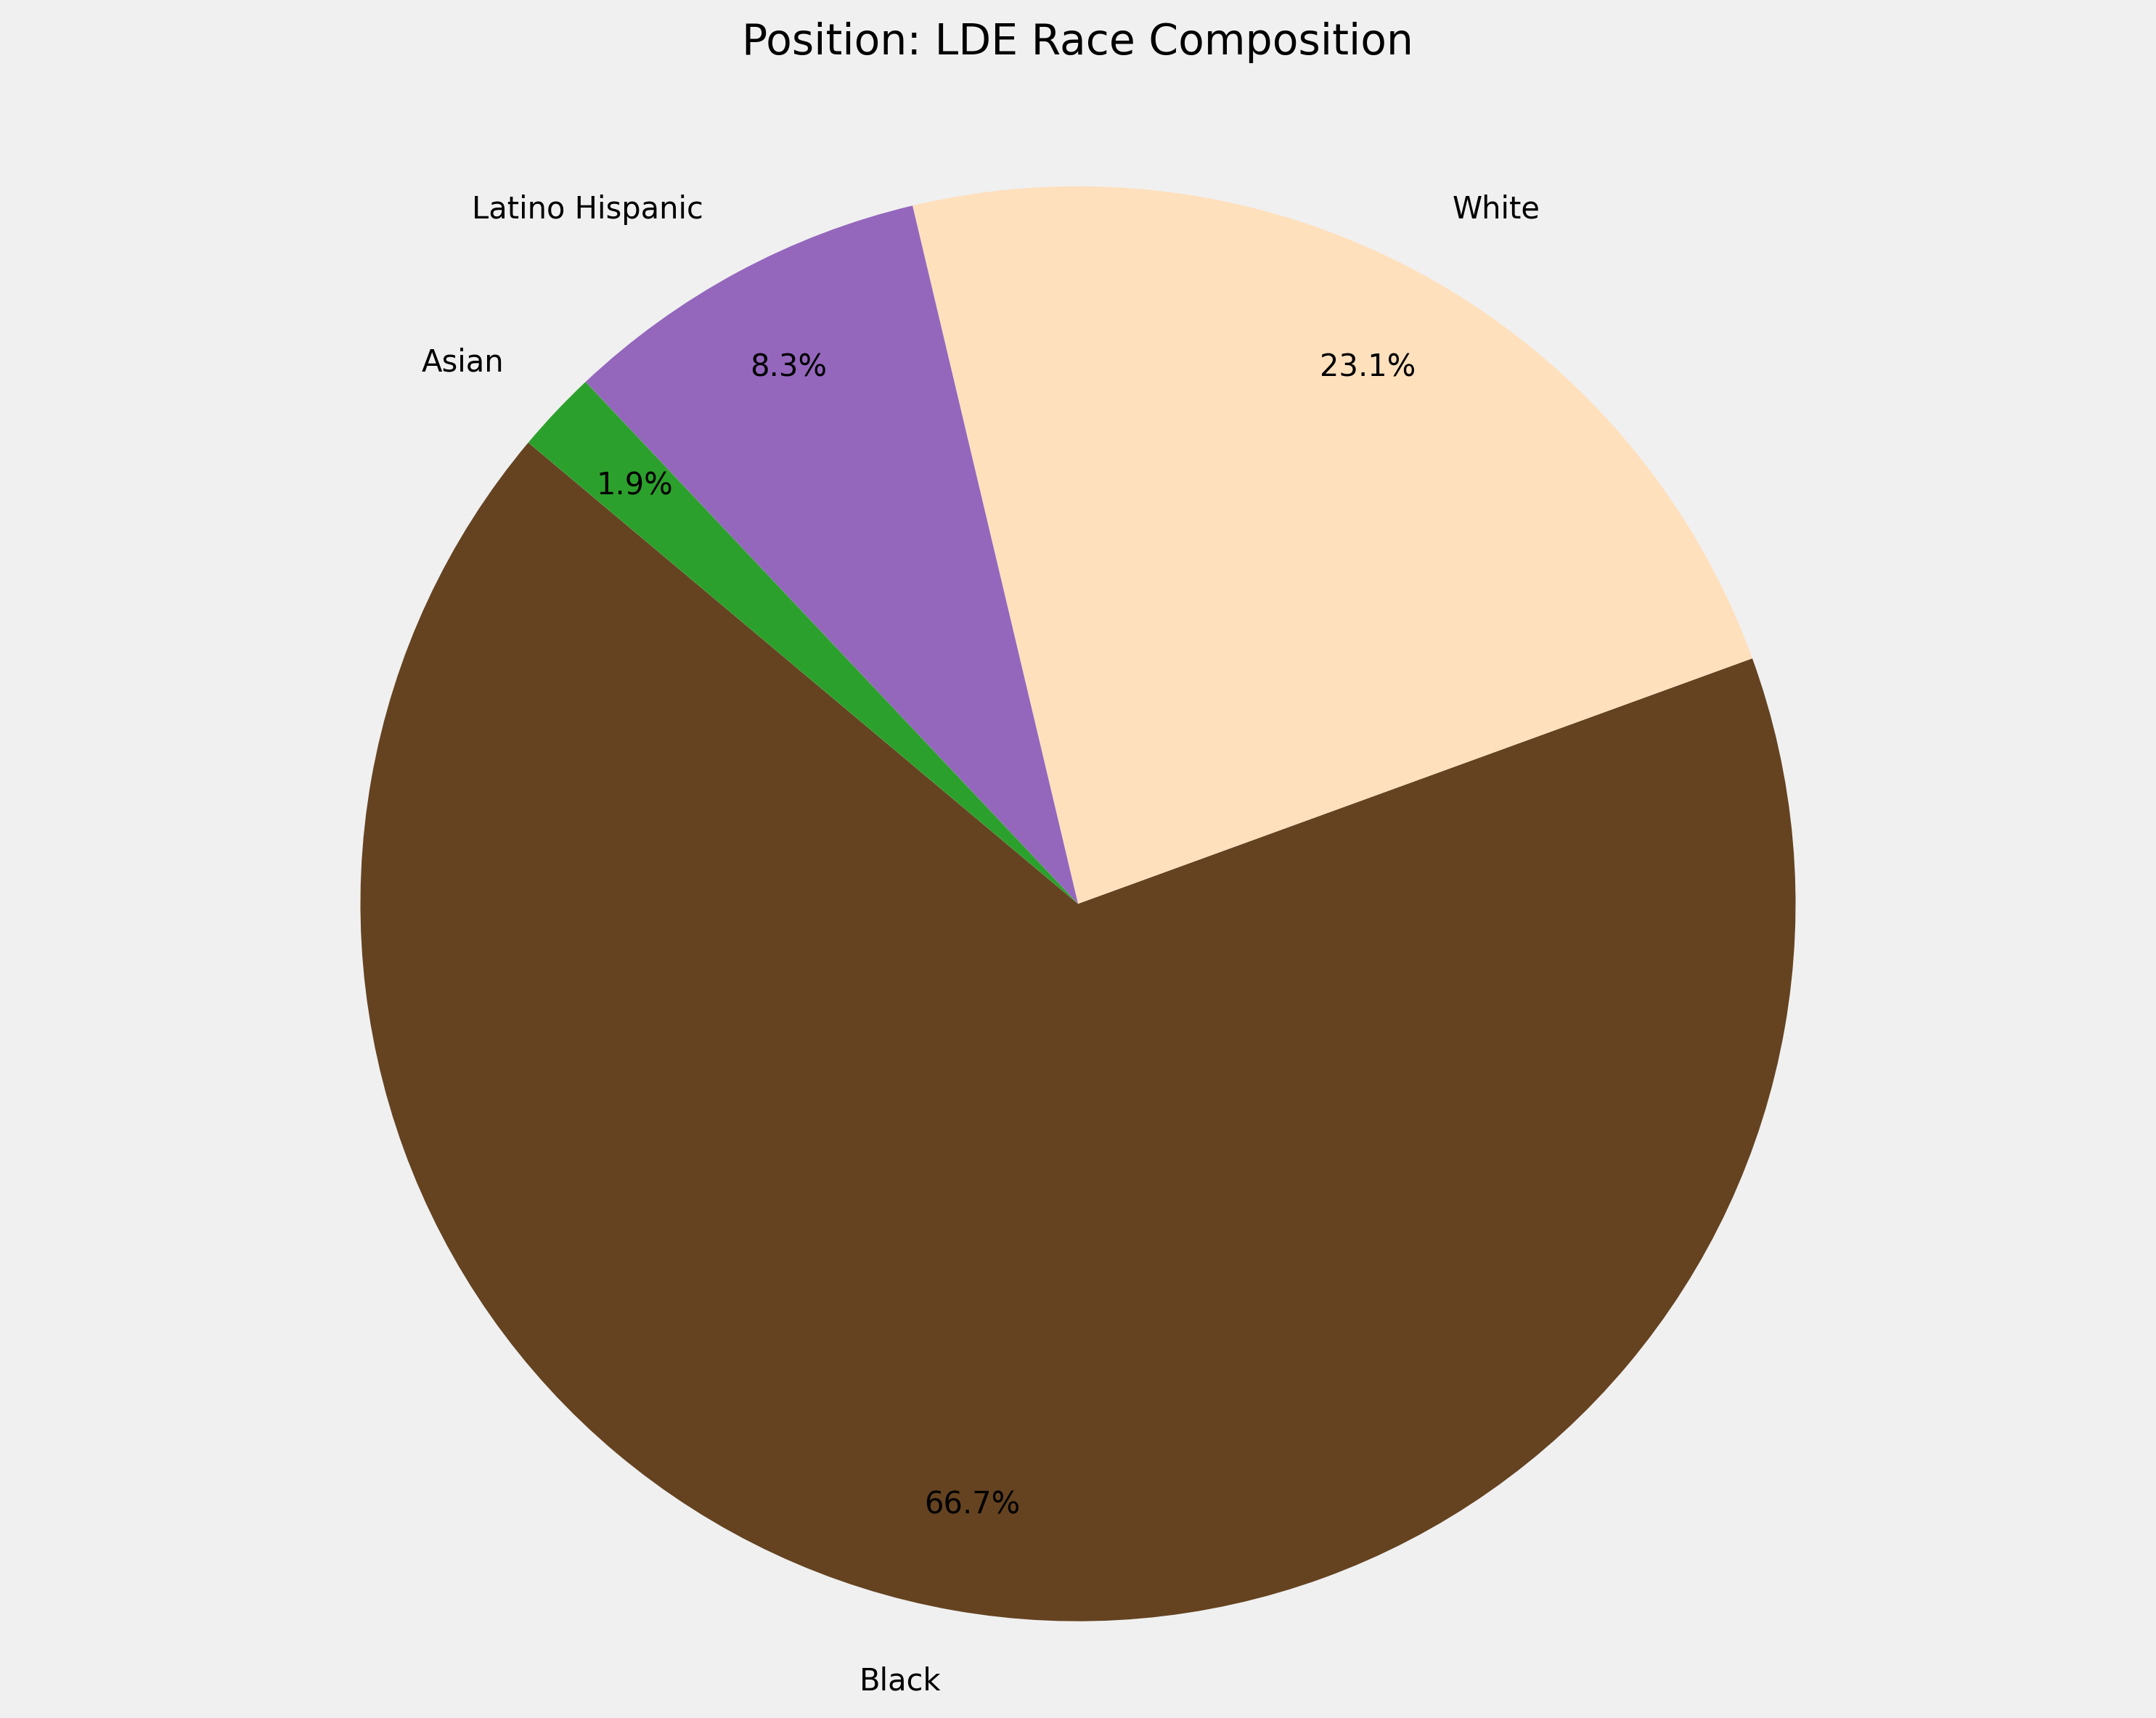 Position: LDE Race Composition
Latino Hispanic
White
Asian
8.3%
23.1%
1.9%
66.7%
Black